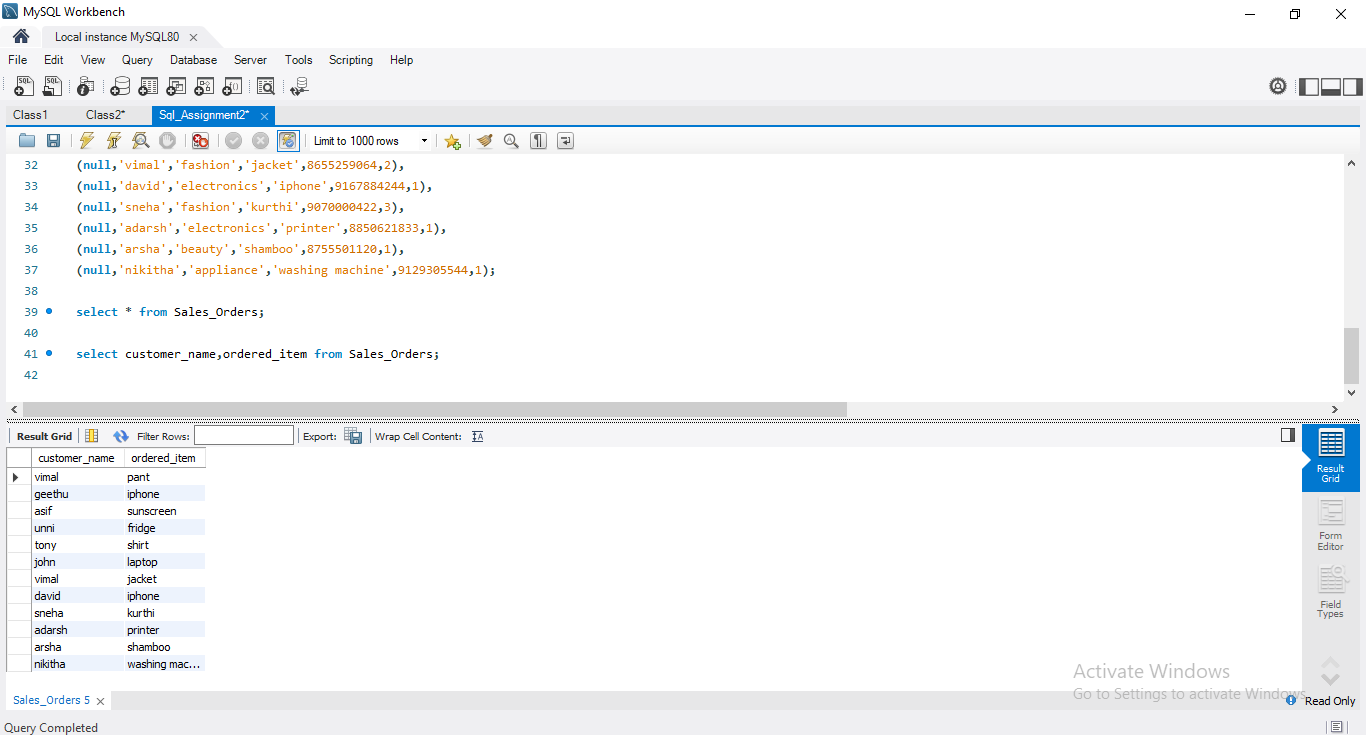 MySQL Workbench
Local instance MySQL80
File Edit View Query Database Server Tools Scripting Help
SQL SQL
Class1 Class2* Sql_Assignment2*
Limit to 1000 rows
32 (null,'vimal','fashion','jacket',8655259064,2),
33 (null,'david','electronics','iphone',9167884244,1),
34 (null,'sneha','fashion','kurthi',9070000422,3),
35 (null,'adarsh','electronics','printer',8850621833,1),
36 (null,'arsha','beauty','shamboo',8755501120,1),
37 (null,'nikitha','appliance','washing machine',9129305544,1);
38
39 select * from Sales_Orders;
40
41 select customer_name,ordered_item from Sales_Orders;
42
Result Grid Filter Rows: Export: Wrap Cell Content: IA
customer_name ordered_item
vimal pant
geethu iphone
asif sunscreen
unni fridge
tony shirt
john laptop
vimal jacket
david iphone
sneha kurthi
adarsh printer
arsha shamboo
nikitha washing mac...
Result
Grid
Form
Editor
Field
Types
Activate Windows
Go to Settings to activate Windows.
Sales_Orders 5
Read Only
Query Completed